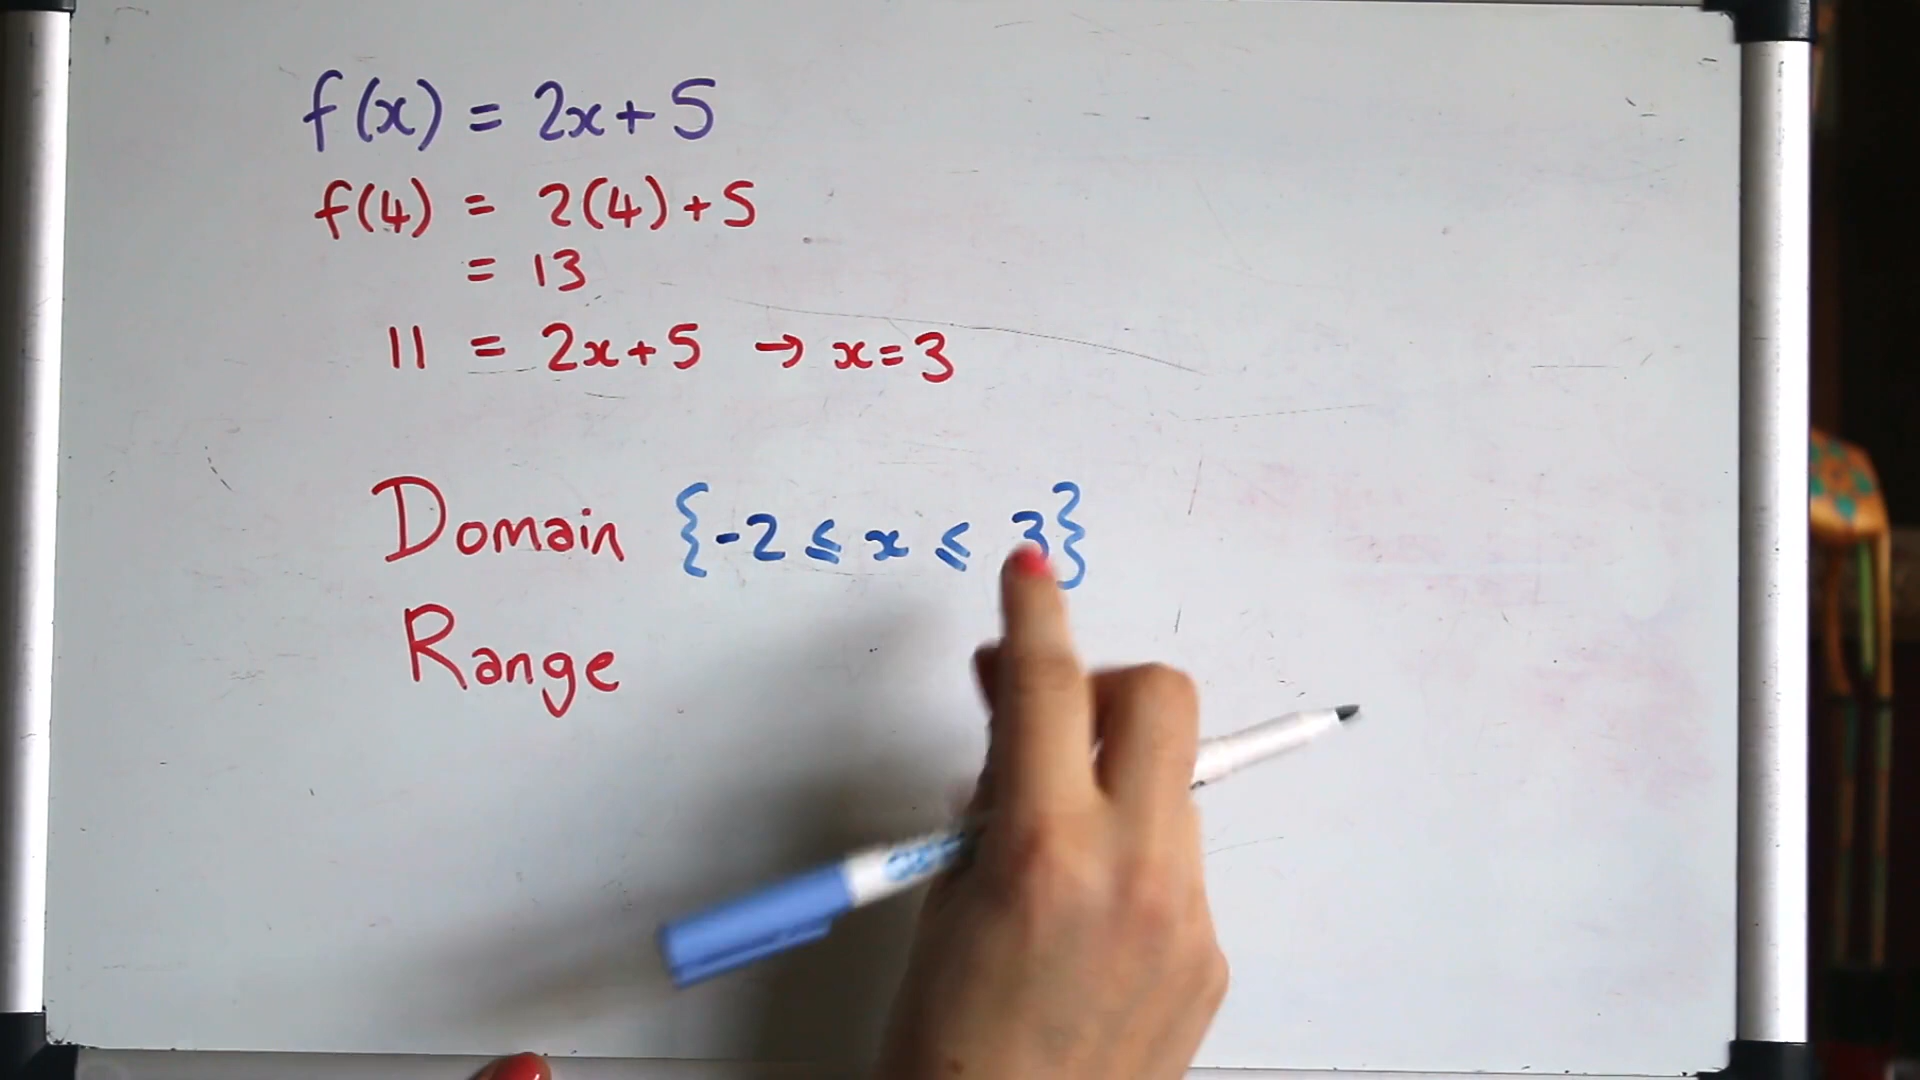 f(x) = 2x+5
f(4) = 2(4)+5
= 13
11 = 2x+5 → x=3
Domain {-2 ⩽ x ⩽ 3}
Range